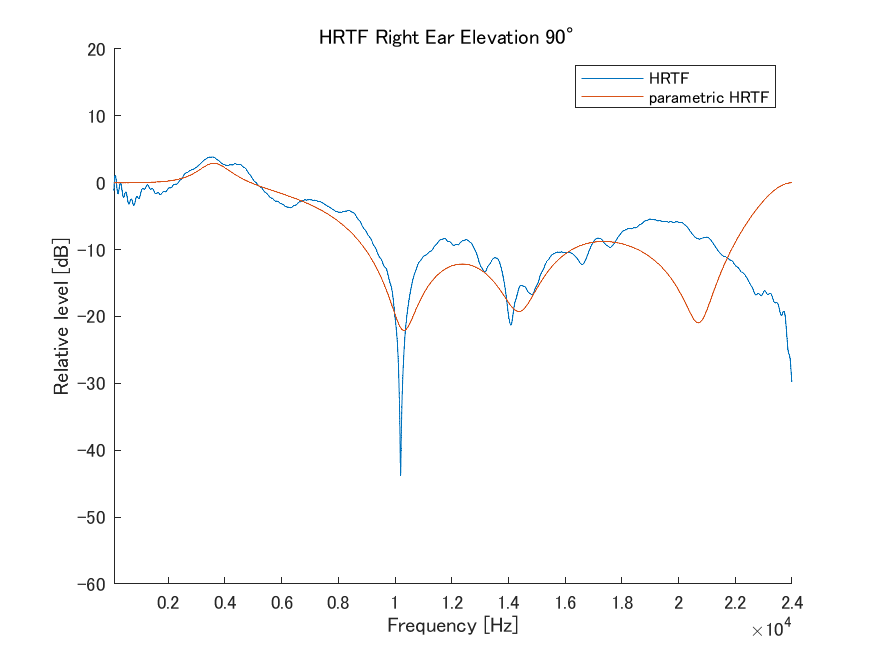 HRTF Right Ear Elevation 90°
HRTF
parametric HRTF
20
10
0
-10
-20
-30
-40
-50
-60
Relative level [dB]
0.2 0.4 0.6 0.8 1 1.2 1.4 1.6 1.8 2 2.2 2.4
Frequency [Hz]
×10⁴